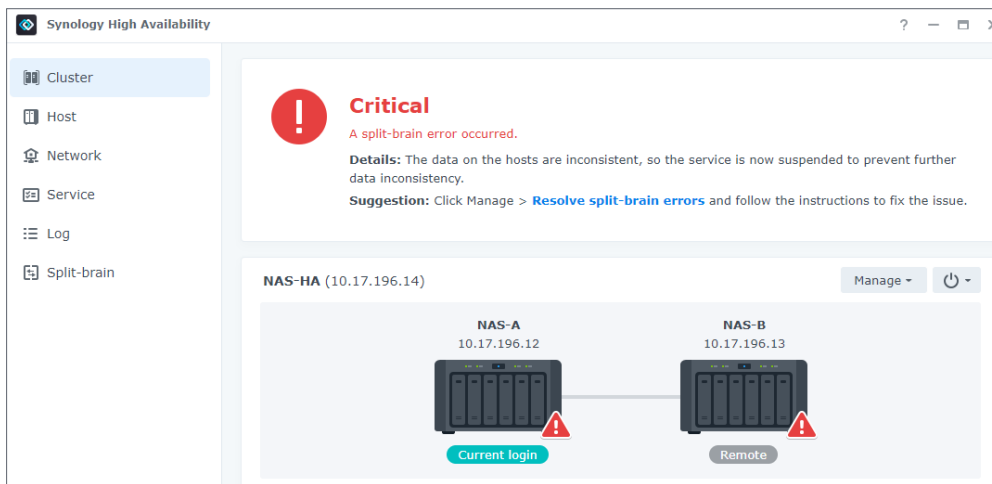 Synology High Availability
Cluster
Host
Network
Service
Log
Split-brain
Critical
A split-brain error occurred.
Details: The data on the hosts are inconsistent, so the service is now suspended to prevent further
data inconsistency.
Suggestion: Click Manage > Resolve split-brain errors and follow the instructions to fix the issue.
NAS-HA (10.17.196.14)
Manage
NAS-A
10.17.196.12
Current login
NAS-B
10.17.196.13
Remote